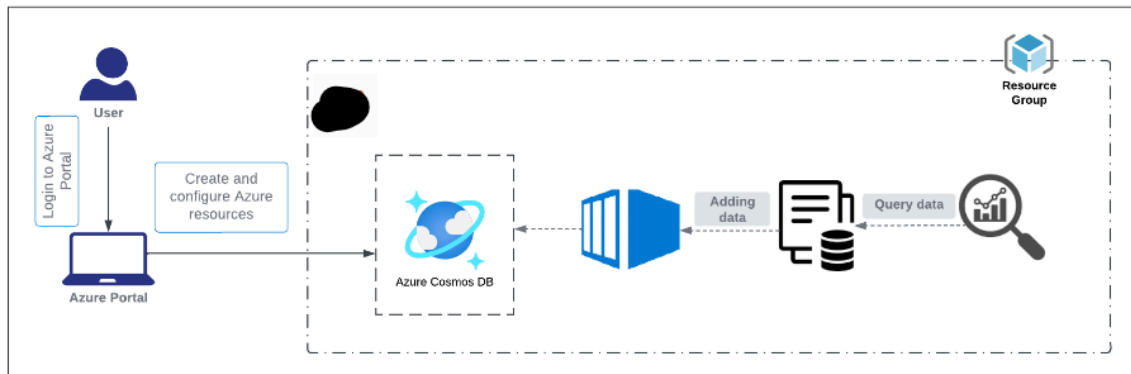 User
Login to Azure
Portal
Create and
configure Azure
resources
Azure Portal
Azure Cosmos DB
Adding
data
Query data
Resource
Group